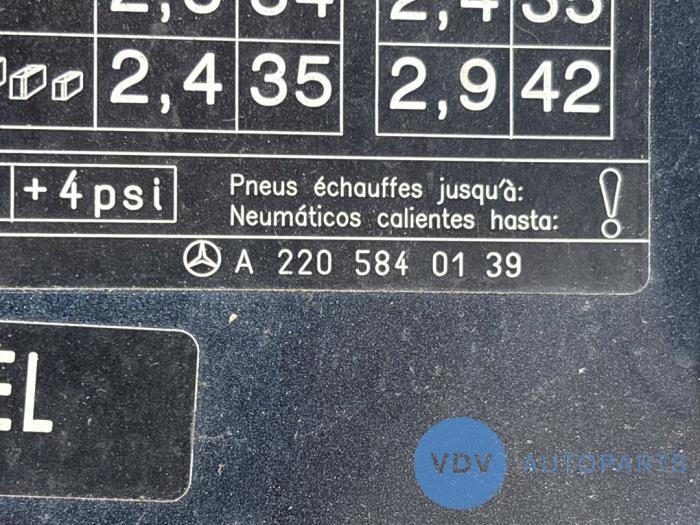 2,4 35 2,9 42
+4psi
Pneus échauffes jusqu'à:
Neumáticos calientes hasta:
A 220 584 01 39
EL
VDV AUTOPARTS